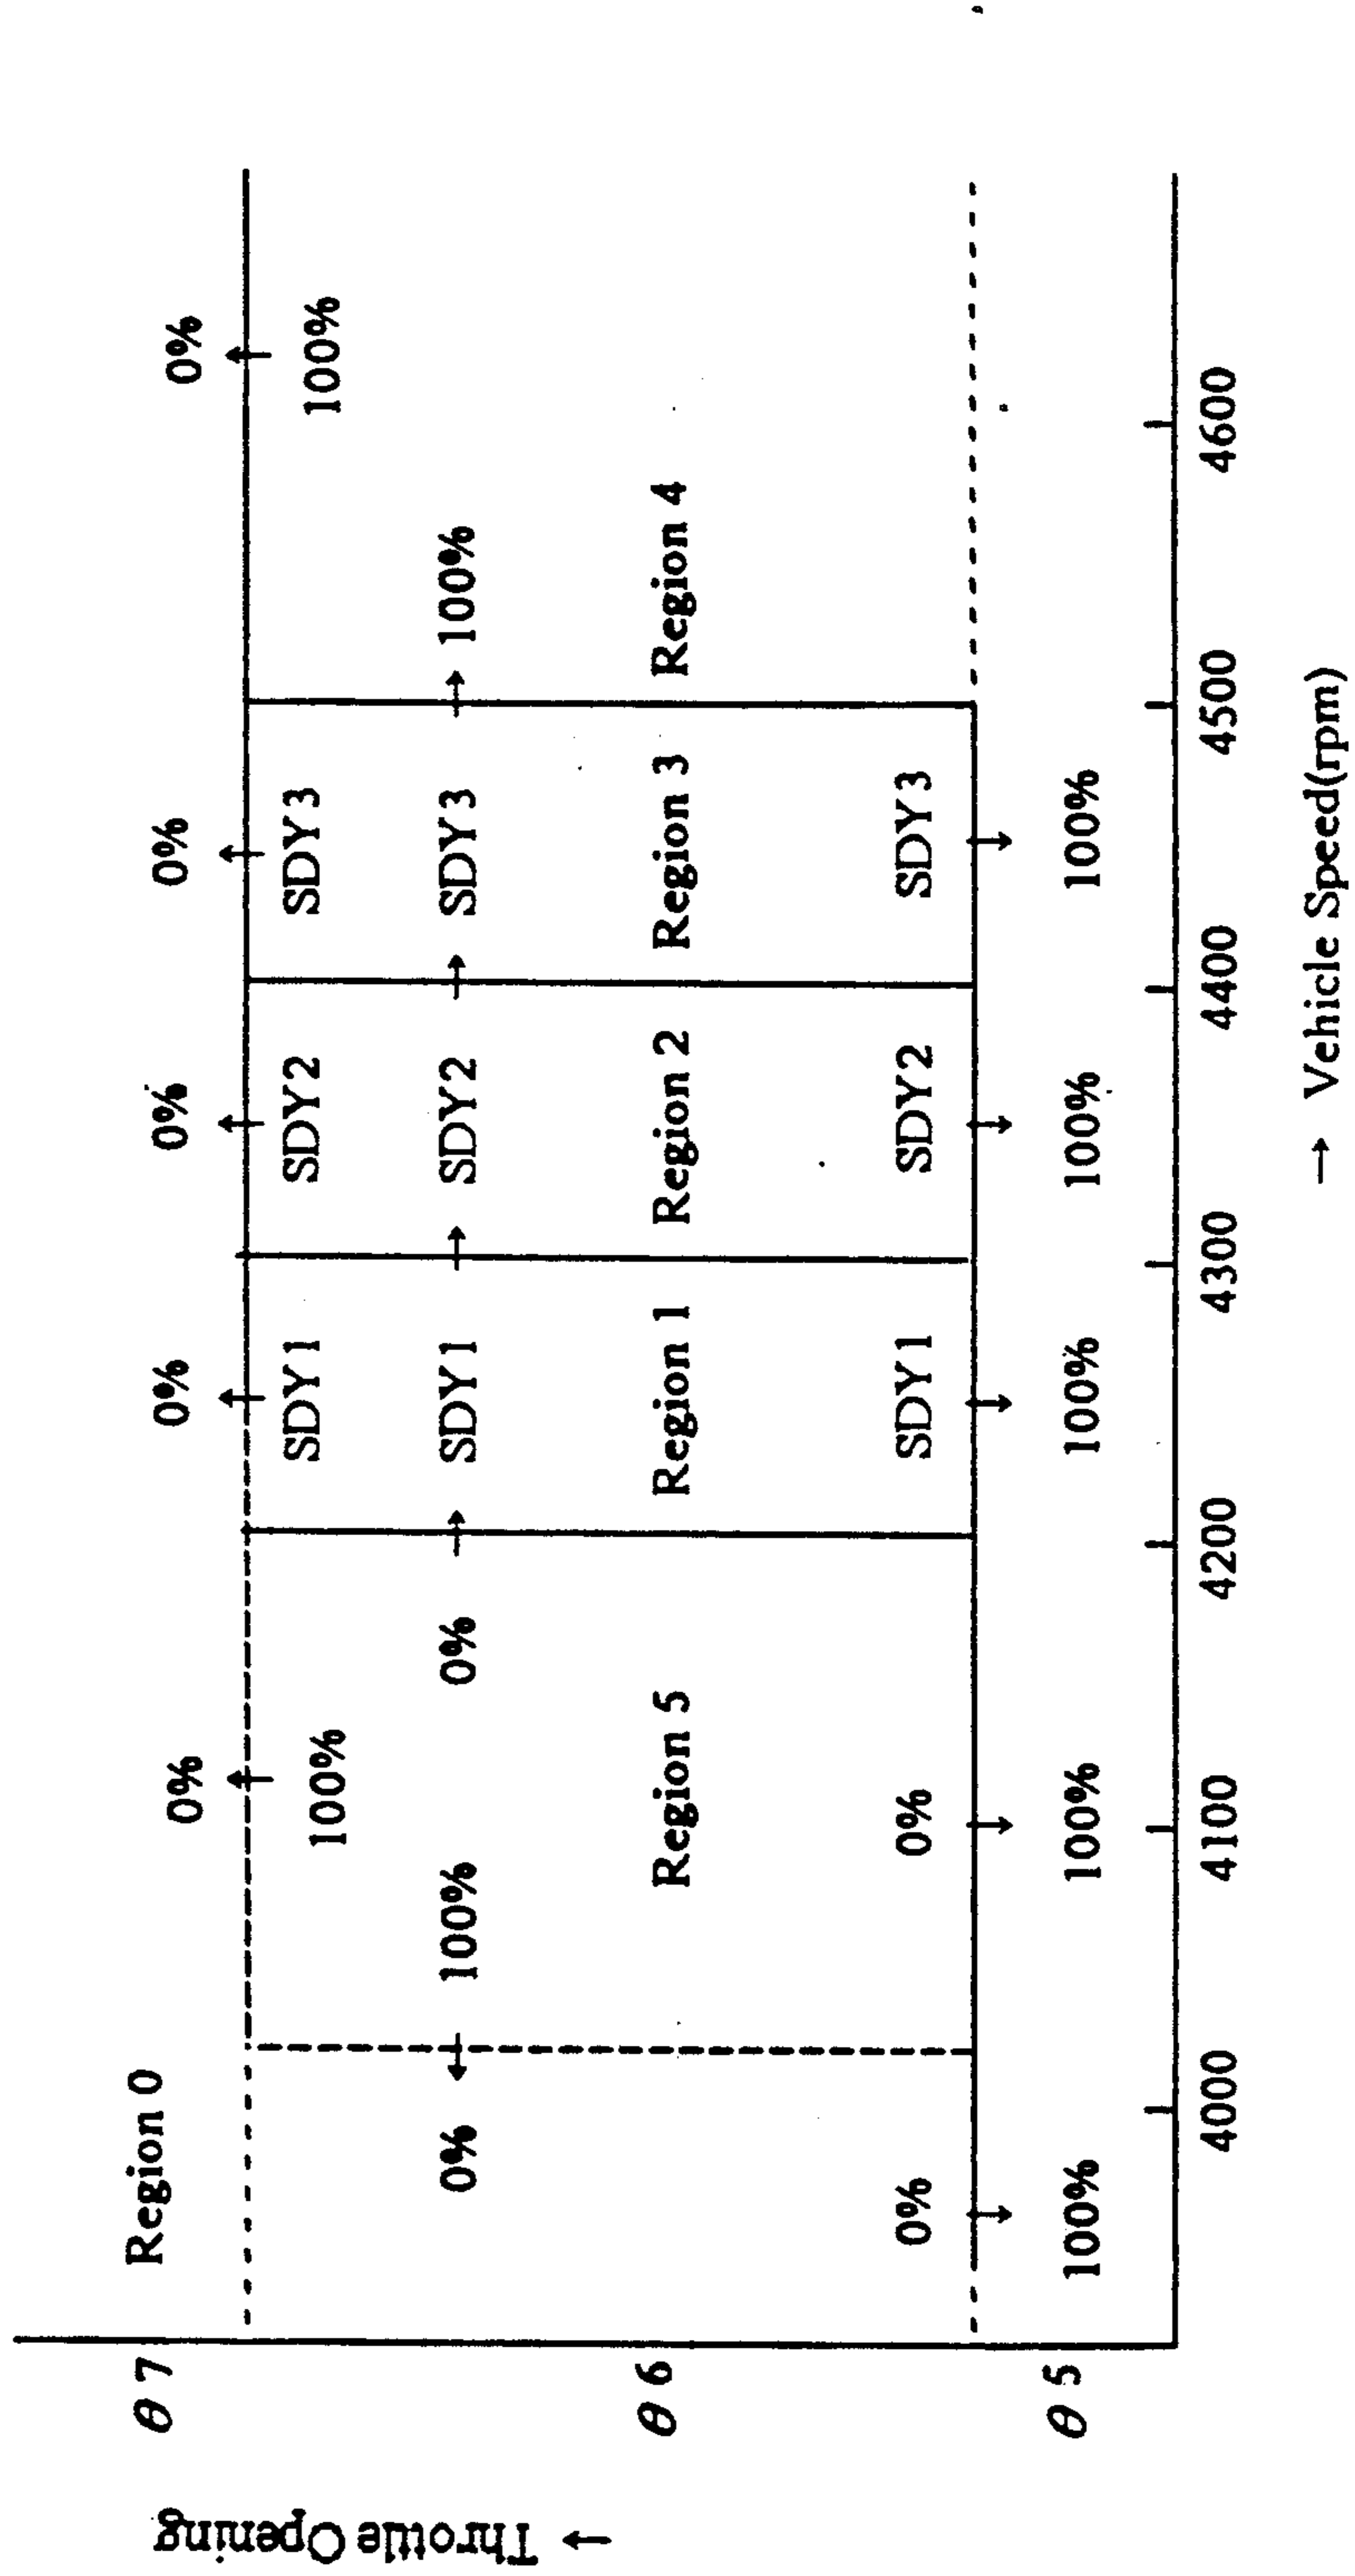 → Throttle Opening
θ 7 Region 0 0% 0% 0% 0% 0%
100% SDY1 SDY2 SDY3 100%
0% 100% 0% SDY1 SDY2 SDY3 100%
θ 6 Region 5 Region 1 Region 2 Region 3 Region 4
0% 0% SDY1 SDY2 SDY3
θ 5 100% 100% 100% 100% 100%
4000 4100 4200 4300 4400 4500 4600
→ Vehicle Speed(rpm)